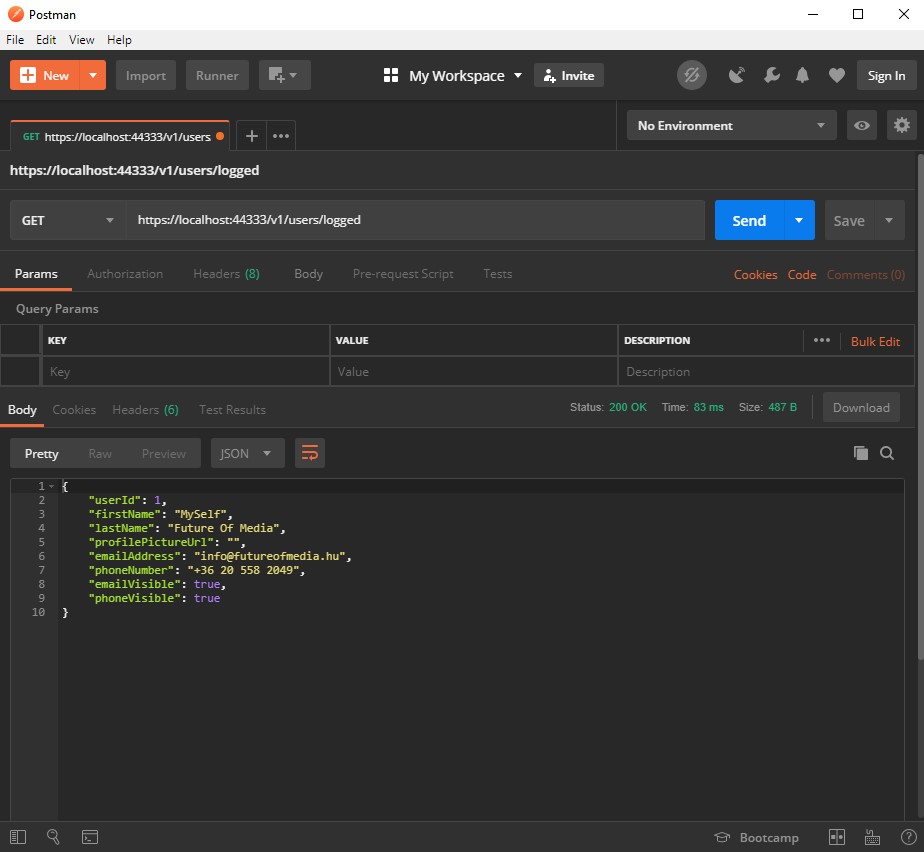 Postman
File Edit View Help
New Import Runner My Workspace Invite Sign In
GET https://localhost:44333/v1/users + ••• No Environment
https://localhost:44333/v1/users/logged
GET https://localhost:44333/v1/users/logged Send Save
Params Authorization Headers (8) Body Pre-request Script Tests Cookies Code Comments (0)
Query Params
KEY VALUE DESCRIPTION ••• Bulk Edit
Key Value Description
Body Cookies Headers (6) Test Results Status: 200 OK Time: 83 ms Size: 487 B Download
Pretty Raw Preview JSON
1 {
2 "userId": 1,
3 "firstName": "MySelf",
4 "lastName": "Future Of Media",
5 "profilePictureUrl": "",
6 "emailAddress": "info@futureofmedia.hu",
7 "phoneNumber": "+36 20 558 2049",
8 "emailVisible": true,
9 "phoneVisible": true
10 }
Bootcamp ?